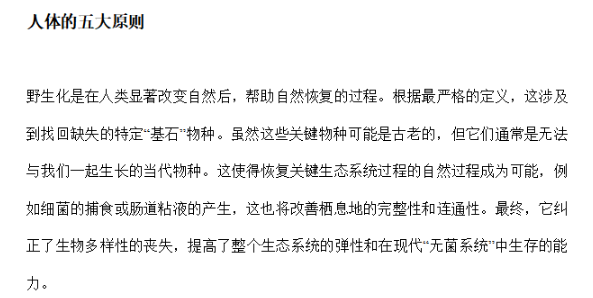 人体的五大原则
野生化是在人类显著改变自然后，帮助自然恢复的过程。根据最严格的定义，这涉及
到找回缺失的特定“基石”物种。虽然这些关键物种可能是古老的，但它们通常是无法
与我们一起生长的当代物种。这使得恢复关键生态系统过程的自然过程成为可能，例
如细菌的捕食或肠道粘液的产生，这也将改善栖息地的完整性和连通性。最终，它纠
正了生物多样性的丧失，提高了整个生态系统的弹性和在现代“无菌系统”中生存的能
力。